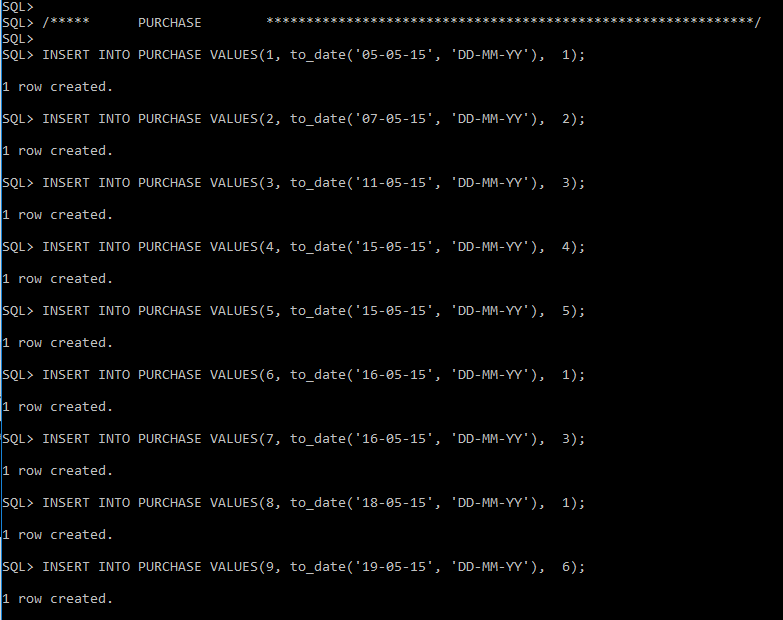 SQL>
SQL> /*****      PURCHASE        *************************************************************/
SQL>
SQL> INSERT INTO PURCHASE VALUES(1, to_date('05-05-15', 'DD-MM-YY'),  1);
1 row created.
SQL> INSERT INTO PURCHASE VALUES(2, to_date('07-05-15', 'DD-MM-YY'),  2);
1 row created.
SQL> INSERT INTO PURCHASE VALUES(3, to_date('11-05-15', 'DD-MM-YY'),  3);
1 row created.
SQL> INSERT INTO PURCHASE VALUES(4, to_date('15-05-15', 'DD-MM-YY'),  4);
1 row created.
SQL> INSERT INTO PURCHASE VALUES(5, to_date('15-05-15', 'DD-MM-YY'),  5);
1 row created.
SQL> INSERT INTO PURCHASE VALUES(6, to_date('16-05-15', 'DD-MM-YY'),  1);
1 row created.
SQL> INSERT INTO PURCHASE VALUES(7, to_date('16-05-15', 'DD-MM-YY'),  3);
1 row created.
SQL> INSERT INTO PURCHASE VALUES(8, to_date('18-05-15', 'DD-MM-YY'),  1);
1 row created.
SQL> INSERT INTO PURCHASE VALUES(9, to_date('19-05-15', 'DD-MM-YY'),  6);
1 row created.